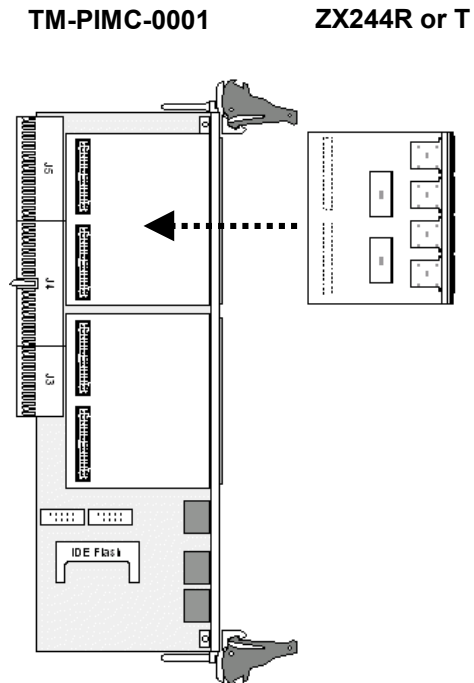 TM-PIMC-0001
ZX244R or T
J5
J4
J3
IDE Flash